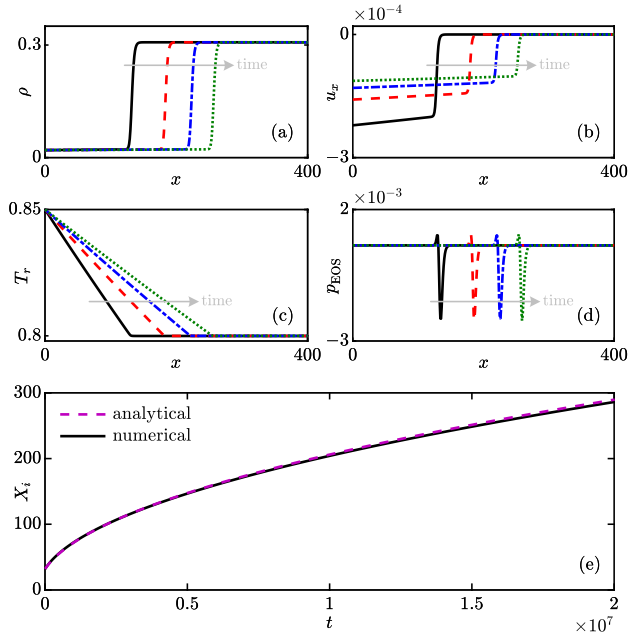 ×10⁻⁴
0.3
0
ρ
time
(a)
0
400
x
0
−3
u_x
time
(b)
0
400
x
×10⁻³
0.85
0.8
T_r
time
(c)
0
400
x
2
−3
p_EOS
time
(d)
0
400
x
300
200
100
0
X_i
analytical
numerical
(e)
0
0.5
1
1.5
2
t
×10⁷